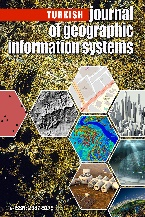 TURKISH journal
of geographic
information systems